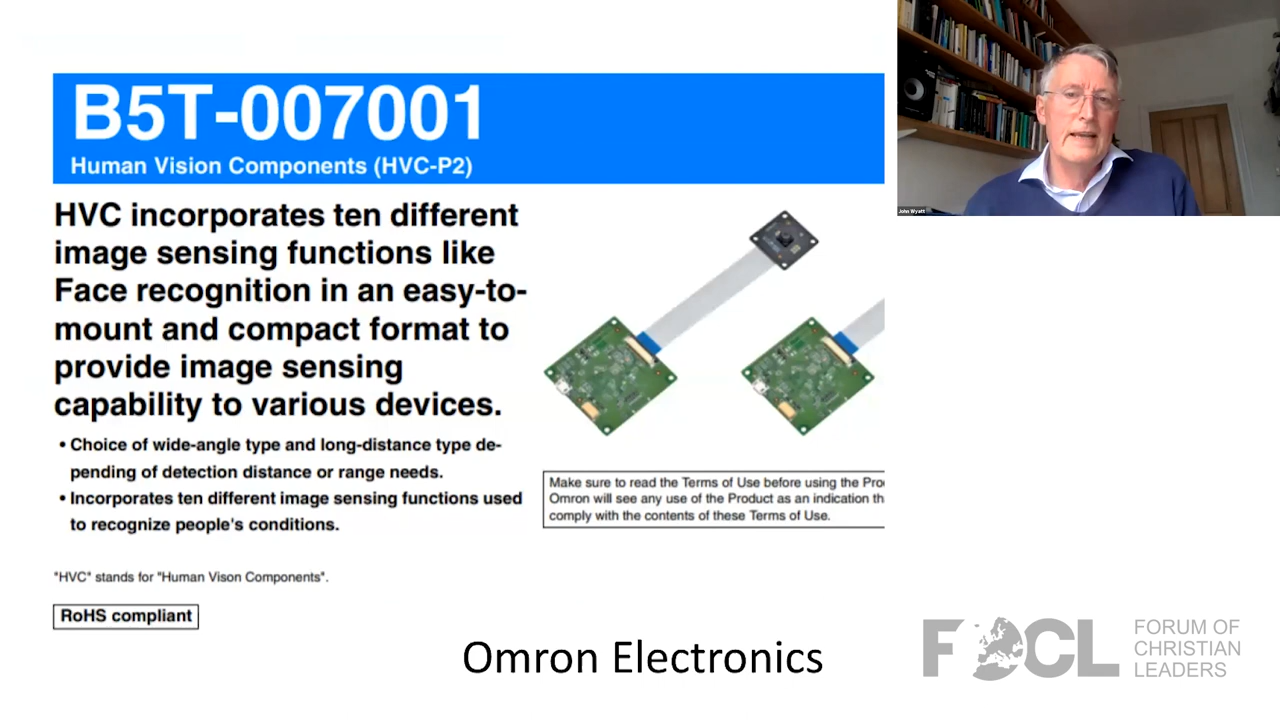 B5T-007001
Human Vision Components (HVC-P2)
HVC incorporates ten different
image sensing functions like
Face recognition in an easy-to-
mount and compact format to
provide image sensing
capability to various devices.
• Choice of wide-angle type and long-distance type de-
pending of detection distance or range needs.
• Incorporates ten different image sensing functions used
to recognize people's conditions.
Make sure to read the Terms of Use before using the Pro
Omron will see any use of the Product as an indication th
comply with the contents of these Terms of Use.
"HVC" stands for "Human Vison Components".
RoHS compliant
Omron Electronics
John Wyatt
FOCL
FORUM OF
CHRISTIAN
LEADERS